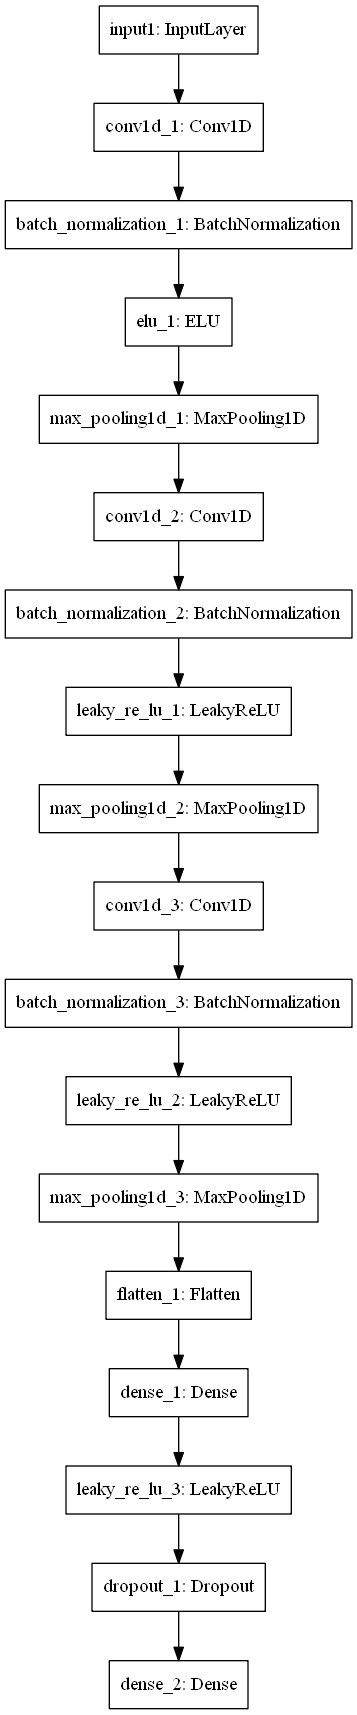 input1: InputLayer
conv1d_1: Conv1D
batch_normalization_1: BatchNormalization
elu_1: ELU
max_pooling1d_1: MaxPooling1D
conv1d_2: Conv1D
batch_normalization_2: BatchNormalization
leaky_re_lu_1: LeakyReLU
max_pooling1d_2: MaxPooling1D
conv1d_3: Conv1D
batch_normalization_3: BatchNormalization
leaky_re_lu_2: LeakyReLU
max_pooling1d_3: MaxPooling1D
flatten_1: Flatten
dense_1: Dense
leaky_re_lu_3: LeakyReLU
dropout_1: Dropout
dense_2: Dense